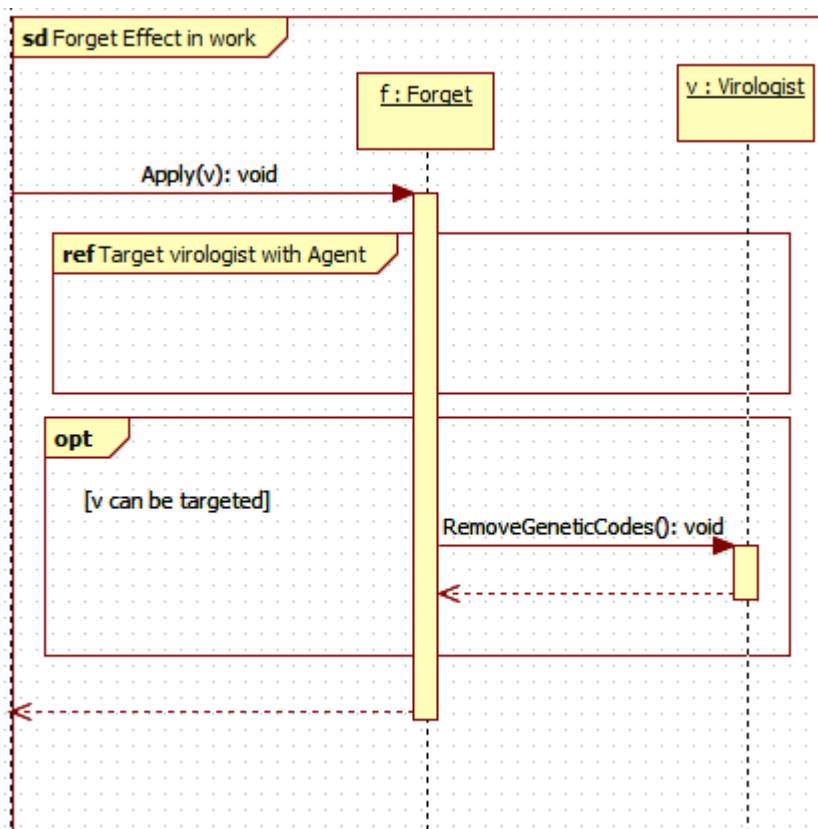 sd Forget Effect in work
f : Forget
v : Virologist
Apply(v): void
ref Target virologist with Agent
opt
[v can be targeted]
RemoveGeneticCodes(): void